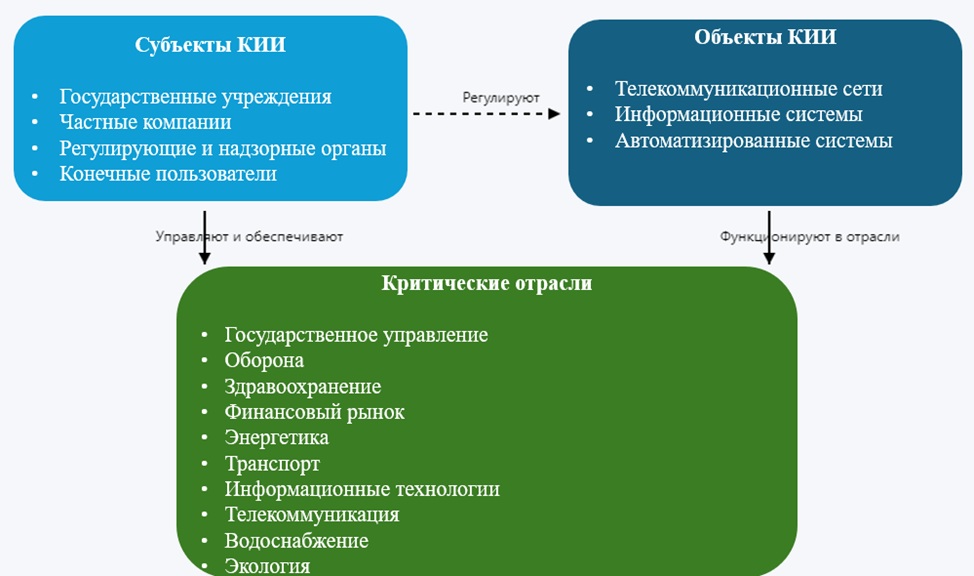 Субъекты КИИ
• Государственные учреждения
• Частные компании
• Регулирующие и надзорные органы
• Конечные пользователи
Регулируют
Объекты КИИ
• Телекоммуникационные сети
• Информационные системы
• Автоматизированные системы
Управляют и обеспечивают
Функционируют в отрасли
Критические отрасли
• Государственное управление
• Оборона
• Здравоохранение
• Финансовый рынок
• Энергетика
• Транспорт
• Информационные технологии
• Телекоммуникация
• Водоснабжение
• Экология